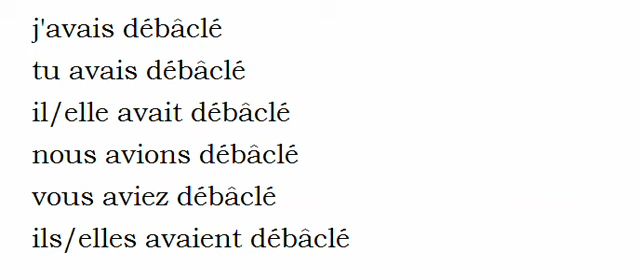 j'avais débâclé
tu avais débâclé
il/elle avait débâclé
nous avions débâclé
vous aviez débâclé
ils/elles avaient débâclé